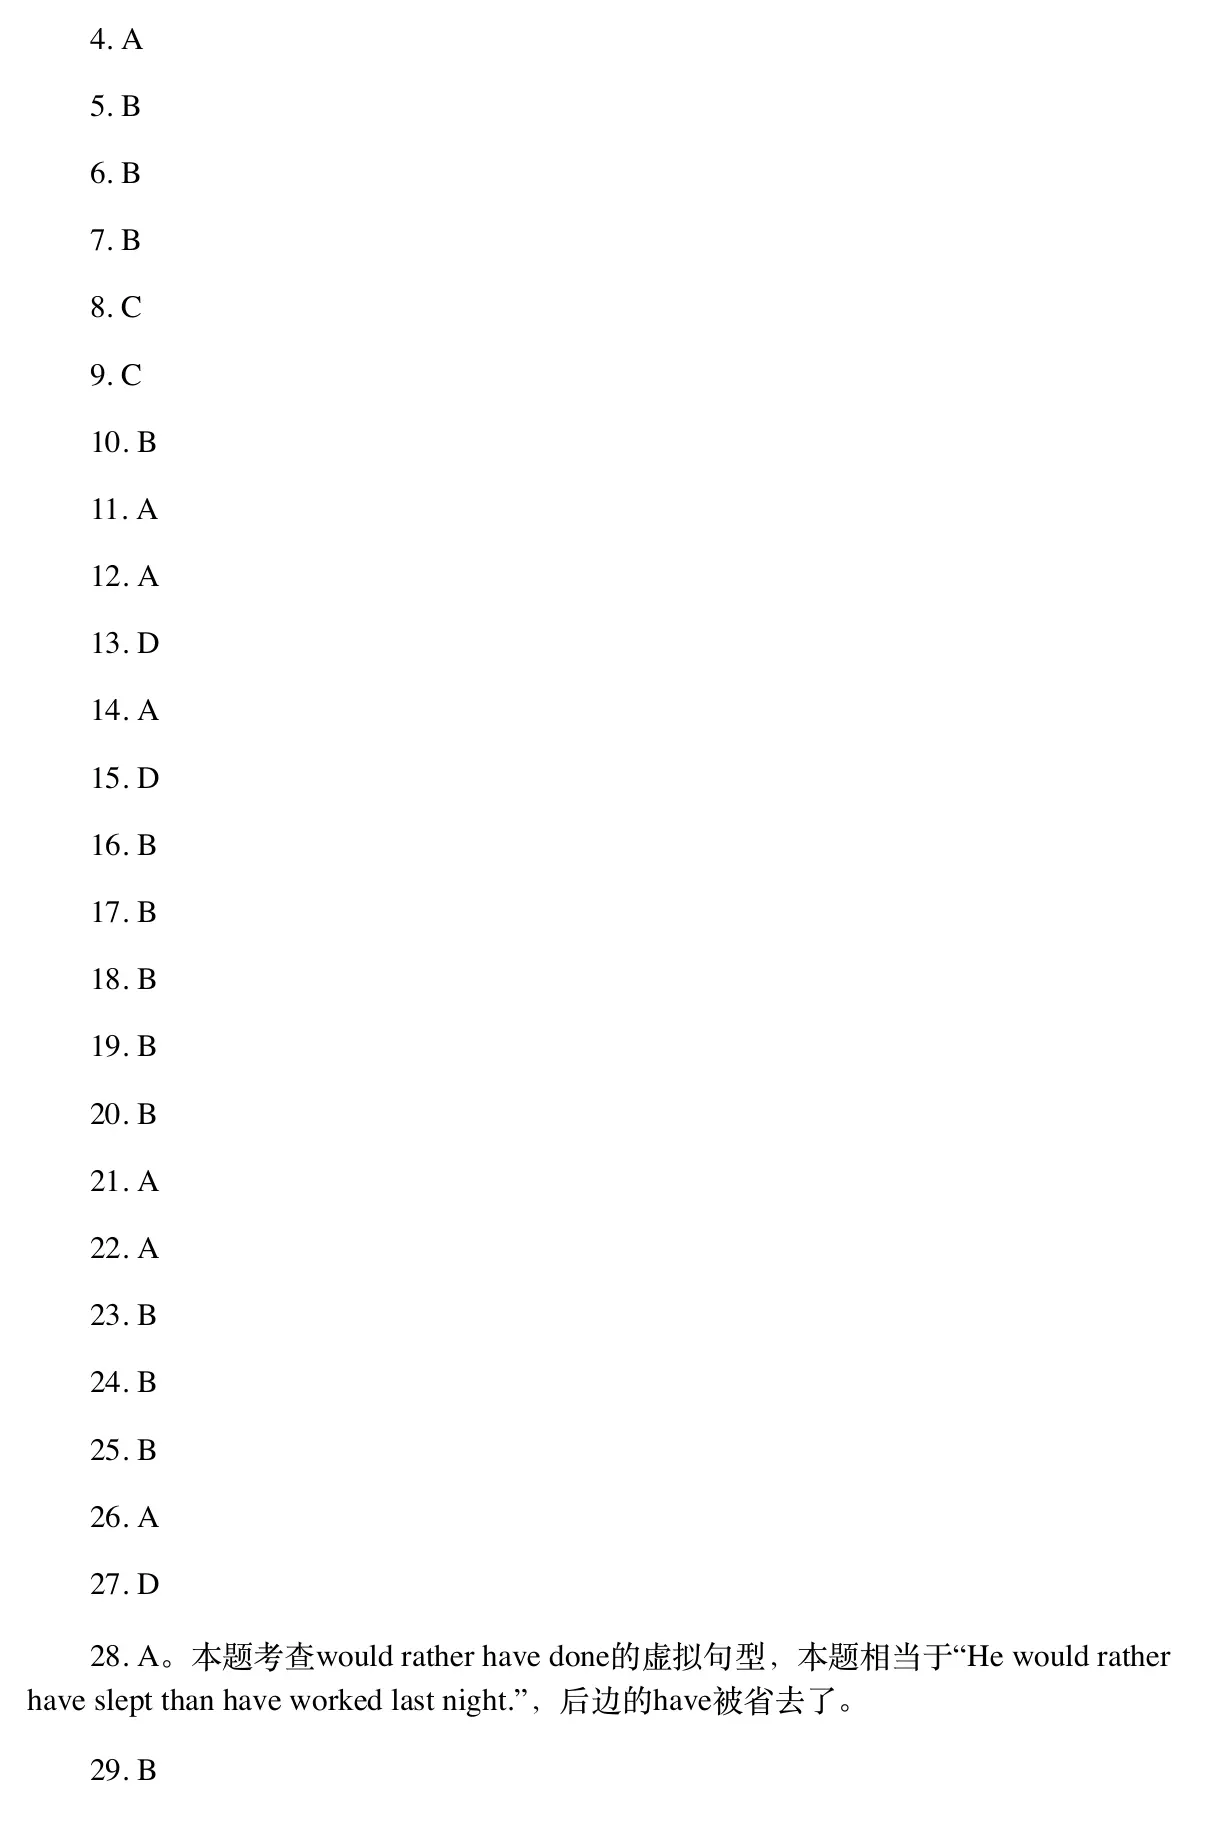 4. A
5. B
6. B
7. B
8. C
9. C
10. B
11. A
12. A
13. D
14. A
15. D
16. B
17. B
18. B
19. B
20. B
21. A
22. A
23. B
24. B
25. B
26. A
27. D
28. A。本题考查would rather have done的虚拟句型，本题相当于“He would rather
have slept than have worked last night.”，后边的have被省去了。
29. B